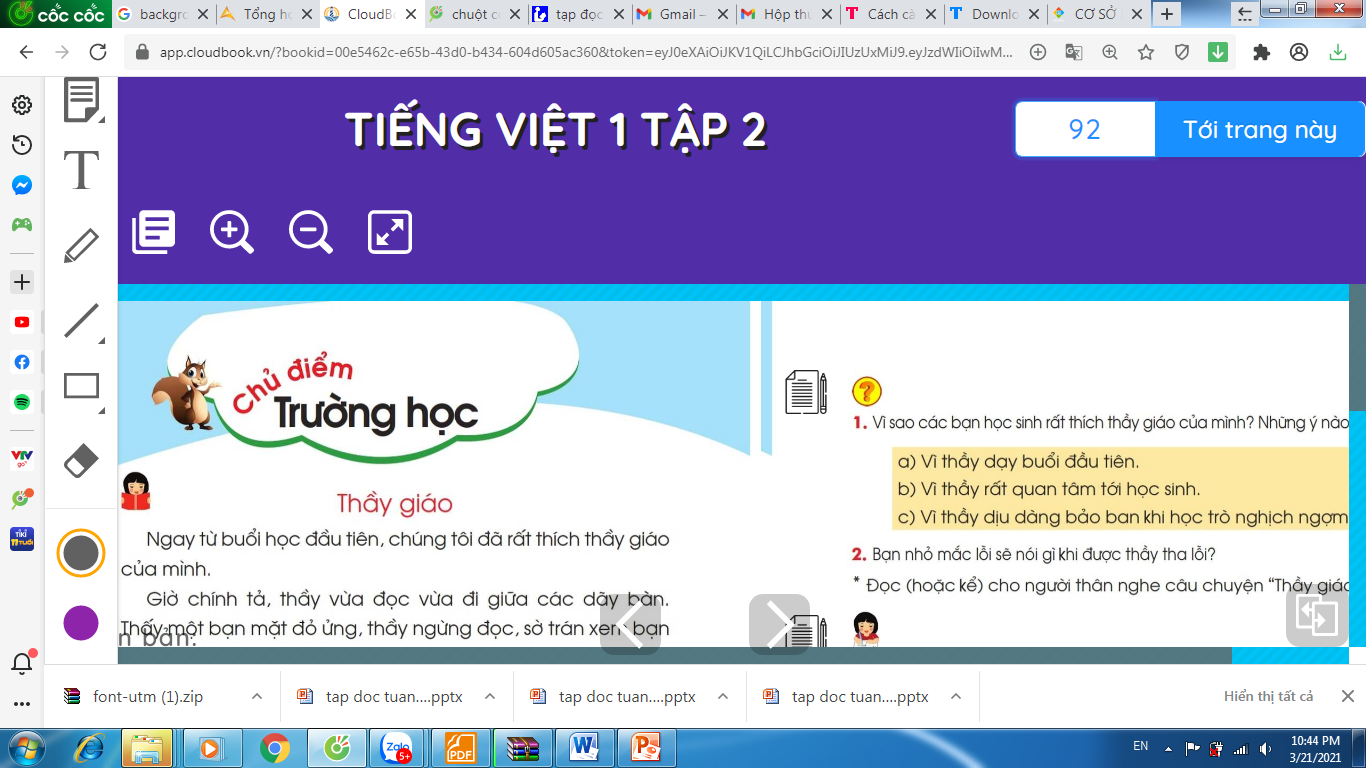 cốc cốc
backgro
Tổng h
CloudBo
chuột c
tạp đọc
Gmail –
Hộp thư
Cách cà
Downlo
CƠ SỞ
app.cloudbook.vn/?bookid=00e5462c-e65b-43d0-b434-604d605ac360&token=eyJ0eXAiOiJKV1QiLCJhbGciOiJIUzUxMiJ9.eyJzdWIiOiIwM...
TIẾNG VIỆT 1 TẬP 2
92
Tới trang này
T
Chủ điểm
Trường học
Thầy giáo
Ngay từ buổi học đầu tiên, chúng tôi đã rất thích thầy giáo
của mình.
Giờ chính tả, thầy vừa đọc vừa đi giữa các dãy bàn.
Thấy một bạn mặt đỏ ửng, thầy ngừng đọc, sờ trán xem bạn
n bản:
1. Vì sao các bạn học sinh rất thích thầy giáo của mình? Những ý nào
a) Vì thầy dạy buổi đầu tiên.
b) Vì thầy rất quan tâm tới học sinh.
c) Vì thầy dịu dàng bảo ban khi học trò nghịch ngợm
2. Bạn nhỏ mắc lỗi sẽ nói gì khi được thầy tha lỗi?
* Đọc (hoặc kể) cho người thân nghe câu chuyện "Thầy giáo
VTV
go
TIKI
11 TUỔI
font-utm (1).zip
tap doc tuan....pptx
tap doc tuan....pptx
tap doc tuan....pptx
Hiển thị tất cả
Zalo
5+
PDF
EN
10:44 PM
3/21/2021